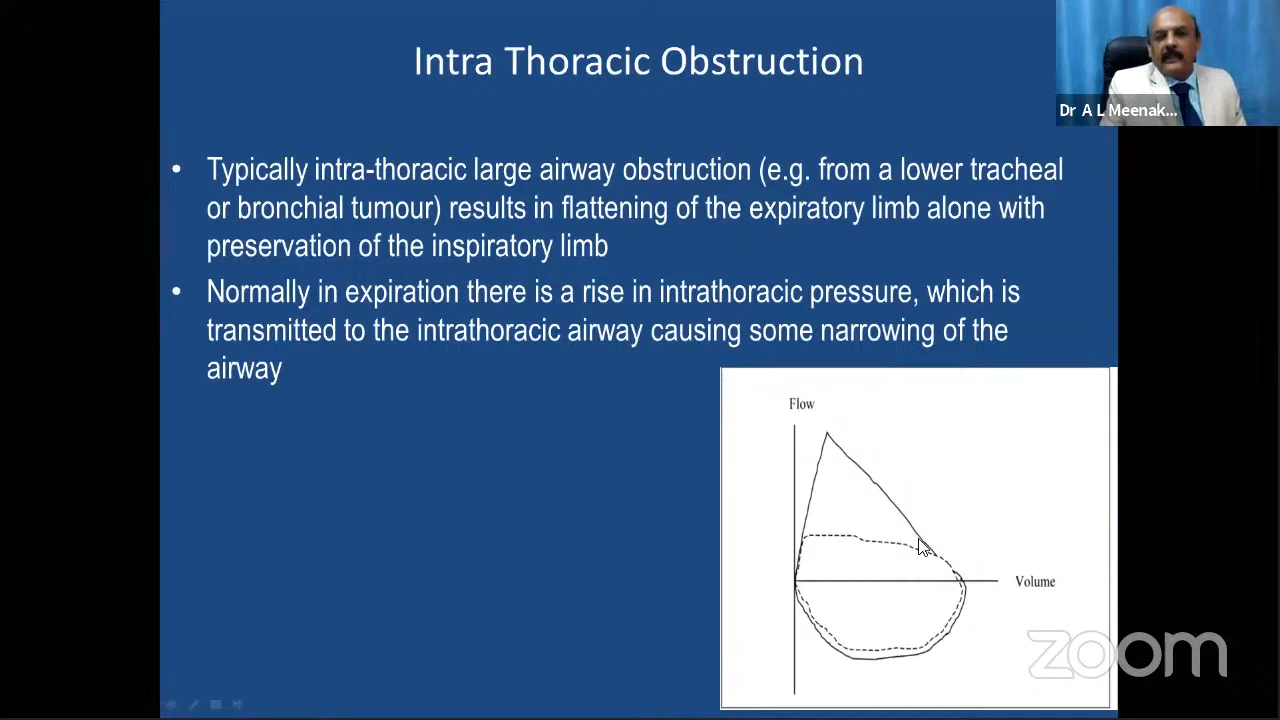 Intra Thoracic Obstruction
Dr A L Meenak...
• Typically intra-thoracic large airway obstruction (e.g. from a lower tracheal
or bronchial tumour) results in flattening of the expiratory limb alone with
preservation of the inspiratory limb
• Normally in expiration there is a rise in intrathoracic pressure, which is
transmitted to the intrathoracic airway causing some narrowing of the
airway
Flow
Volume
zoom